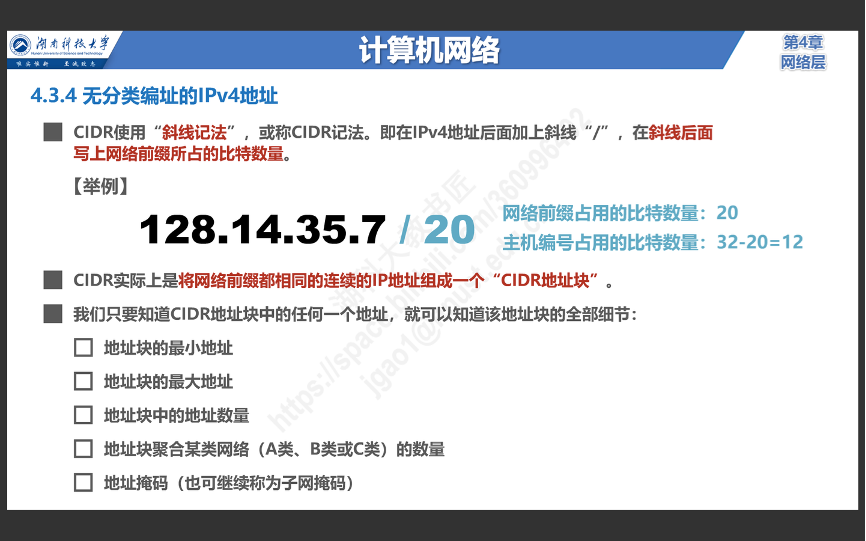 湖南科技大学
Hunan University of Science and Technology
唯实惟新 至诚致志
计算机网络
第4章
网络层
4.3.4 无分类编址的IPv4地址
CIDR使用“斜线记法”，或称CIDR记法。即在IPv4地址后面加上斜线“/”，在斜线后面
写上网络前缀所占的比特数量。
【举例】
128.14.35.7 / 20
网络前缀占用的比特数量：20
主机编号占用的比特数量：32-20=12
CIDR实际上是将网络前缀都相同的连续的IP地址组成一个“CIDR地址块”。
我们只要知道CIDR地址块中的任何一个地址，就可以知道该地址块的全部细节：
地址块的最小地址
地址块的最大地址
地址块中的地址数量
地址块聚合某类网络（A类、B类或C类）的数量
地址掩码（也可继续称为子网掩码）